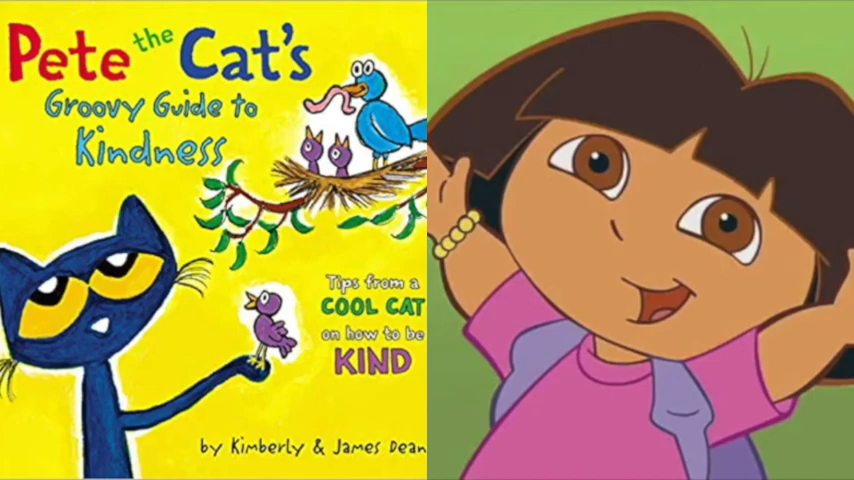 Pete the Cat's
Groovy Guide to
Kindness
Tips from a
COOL CAT
on how to be
KIND
by Kimberly & James Dean